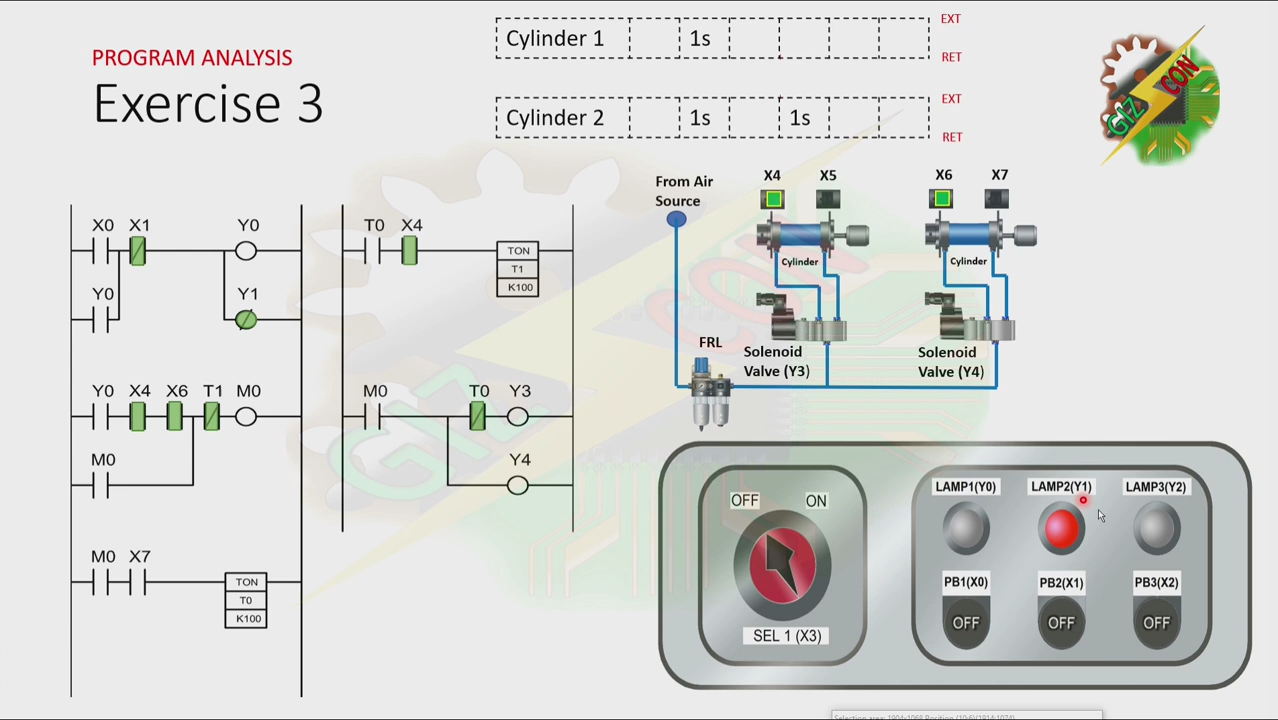 PROGRAM ANALYSIS
Exercise 3
Cylinder 1 1s
EXT
RET
Cylinder 2 1s 1s
EXT
RET
GIZ CON
X0 X1 Y0
Y0 Y1
Y0 X4 X6 T1 M0
M0
M0 X7
TON
T0
K100
T0 X4
TON
T1
K100
M0 T0 Y3
Y4
From Air
Source
X4 X5
Cylinder
X6 X7
Cylinder
FRL
Solenoid
Valve (Y3)
Solenoid
Valve (Y4)
OFF ON
SEL 1 (X3)
LAMP1(Y0) LAMP2(Y1) LAMP3(Y2)
PB1(X0) PB2(X1) PB3(X2)
OFF OFF OFF
GIZ CON